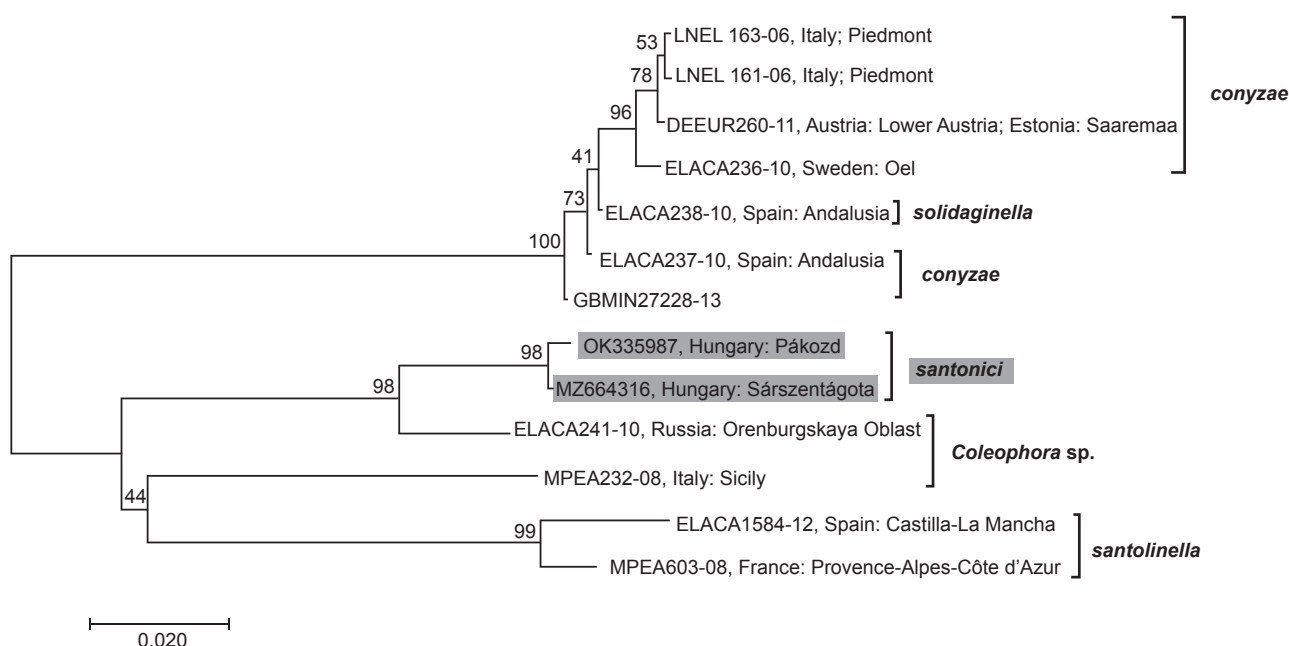 53
LNEL 163-06, Italy; Piedmont
78
LNEL 161-06, Italy; Piedmont
conyzae
96
DEEUR260-11, Austria: Lower Austria; Estonia: Saaremaa
41
ELACA236-10, Sweden: Oel
73
ELACA238-10, Spain: Andalusia
solidaginella
100
ELACA237-10, Spain: Andalusia
conyzae
GBMIN27228-13
98
OK335987, Hungary: Pákozd
santonici
98
MZ664316, Hungary: Sárszentágota
ELACA241-10, Russia: Orenburgskaya Oblast
Coleophora sp.
44
MPEA232-08, Italy: Sicily
99
ELACA1584-12, Spain: Castilla-La Mancha
santolinella
MPEA603-08, France: Provence-Alpes-Côte d’Azur
0.020